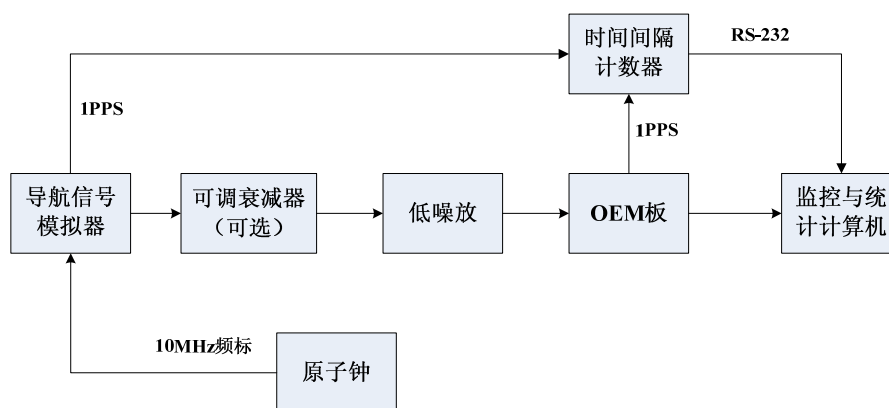 时间间隔
计数器
RS-232
1PPS
1PPS
导航信号
模拟器
可调衰减器
（可选）
低噪放
OEM板
监控与统
计计算机
10MHz频标
原子钟